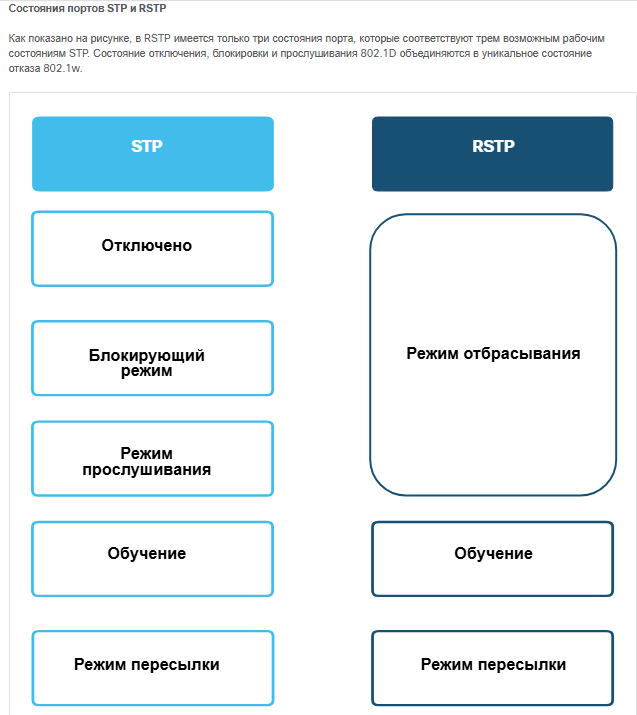 Состояния портов STP и RSTP
Как показано на рисунке, в RSTP имеется только три состояния порта, которые соответствуют трем возможным рабочим
состояниям STP. Состояние отключения, блокировки и прослушивания 802.1D объединяются в уникальное состояние
отказа 802.1w.
STP
RSTP
Отключено
Блокирующий
режим
Режим отбрасывания
Режим
прослушивания
Обучение
Обучение
Режим пересылки
Режим пересылки